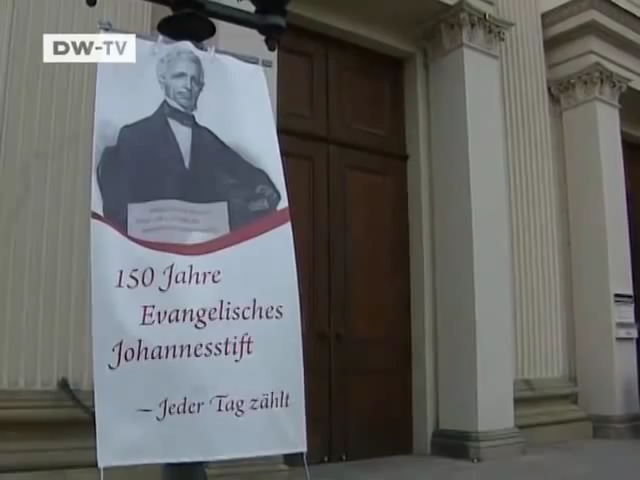 DW-TV
150 Jahre
Evangelisches
Johannesstift
– Jeder Tag zählt